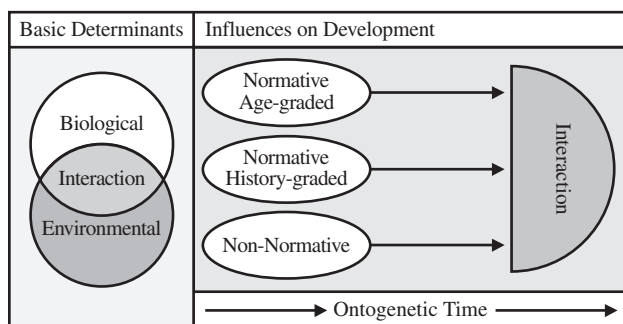 Basic Determinants
Influences on Development
Biological
Interaction
Environmental
Normative
Age-graded
Normative
History-graded
Non-Normative
Interaction
Ontogenetic Time